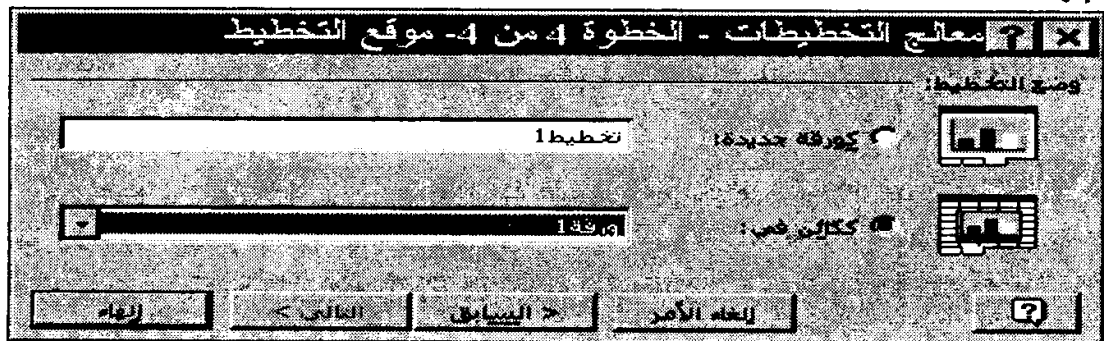 معالج التخطيطات - الخطوة 4 من 4- موقع التخطيط
وضع التخطيط:
كورقة جديدة:
تخطيط1
ككائن في:
ورقة1
إلغاء الأمر
< السابق
التالي >
إنهاء